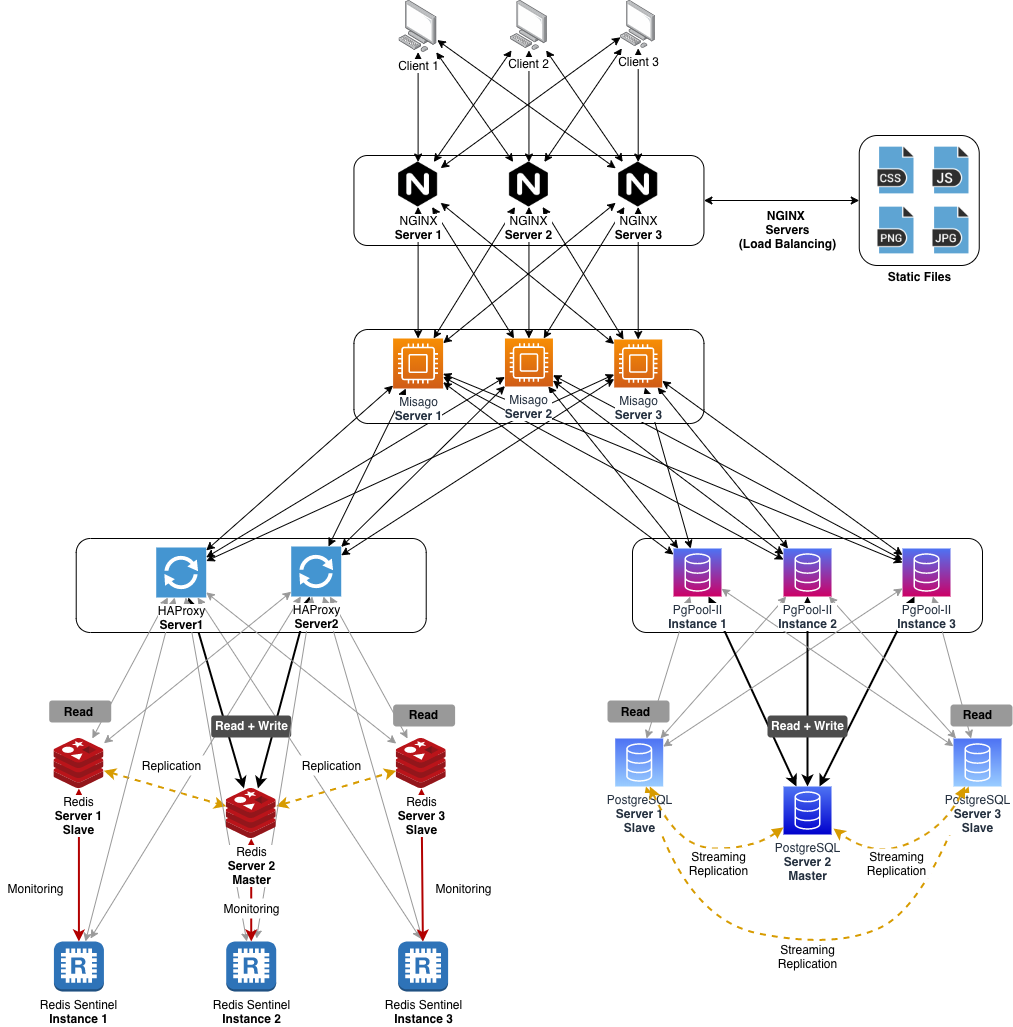 Client 1
Client 2
Client 3
N
N
N
NGINX
Server 1
NGINX
Server 2
NGINX
Server 3
NGINX
Servers
(Load Balancing)
CSS
JS
PNG
JPG
Static Files
Misago
Server 1
Misago
Server 2
Misago
Server 3
HAProxy
Server1
HAProxy
Server2
PgPool-II
Instance 1
PgPool-II
Instance 2
PgPool-II
Instance 3
Read
Read + Write
Read
Read
Read + Write
Read
Replication
Replication
Redis
Server 1
Slave
Redis
Server 2
Master
Redis
Server 3
Slave
PostgreSQL
Server 1
Slave
PostgreSQL
Server 2
Master
PostgreSQL
Server 3
Slave
Streaming
Replication
Streaming
Replication
Streaming
Replication
Monitoring
Monitoring
Monitoring
R
R
R
Redis Sentinel
Instance 1
Redis Sentinel
Instance 2
Redis Sentinel
Instance 3